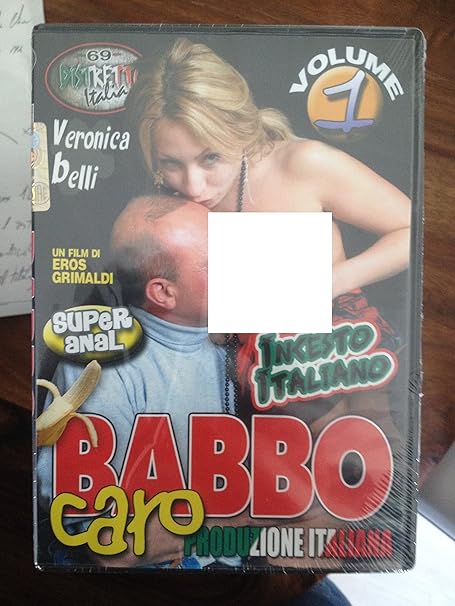 69
DISTRETTO
Italia
VOLUME
1
Veronica
belli
UN FILM DI
EROS
GRIMALDI
SUPER
anal
INCESTO
ITALIANO
BABBO
caro
PRODUZIONE ITALIANA